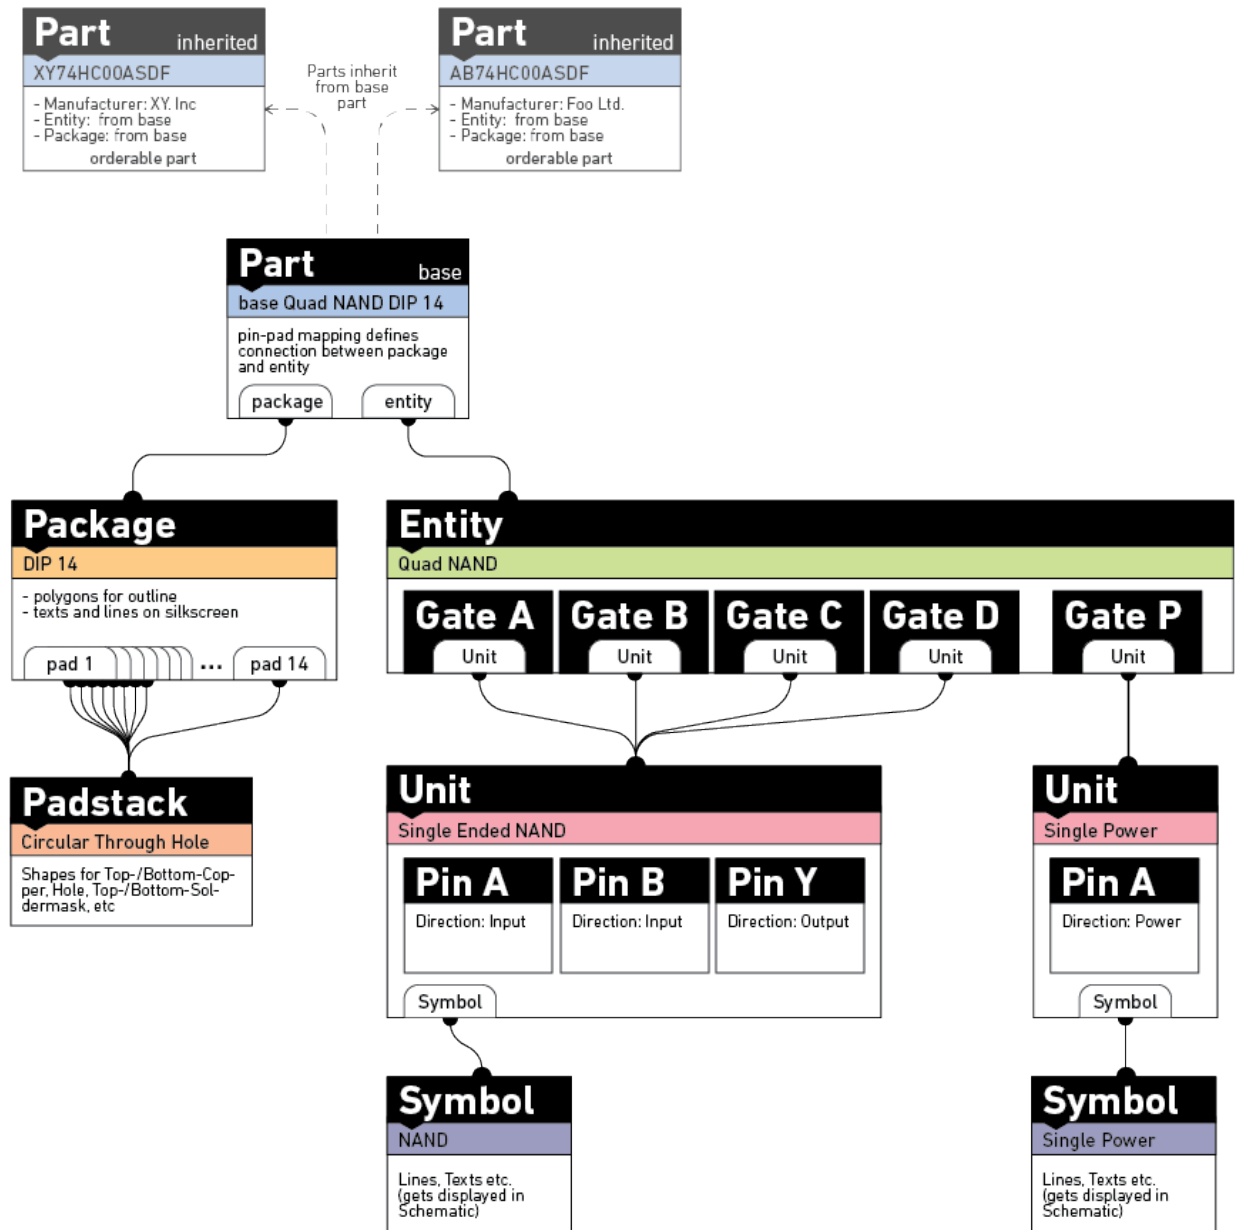 Part inherited
XY74HC00ASDF
- Manufacturer: XY. Inc
- Entity: from base
- Package: from base
orderable part
Parts inherit
from base
part
Part inherited
AB74HC00ASDF
- Manufacturer: Foo Ltd.
- Entity: from base
- Package: from base
orderable part
Part base
base Quad NAND DIP 14
pin-pad mapping defines
connection between package
and entity
package entity
Package
DIP 14
- polygons for outline
- texts and lines on silkscreen
pad 1 ... pad 14
Padstack
Circular Through Hole
Shapes for Top-/Bottom-Cop-
per, Hole, Top-/Bottom-Sol-
dermask, etc
Entity
Quad NAND
Gate A Gate B Gate C Gate D Gate P
Unit Unit Unit Unit Unit
Unit
Single Ended NAND
Pin A Pin B Pin Y
Direction: Input Direction: Input Direction: Output
Symbol
Unit
Single Power
Pin A
Direction: Power
Symbol
Symbol
NAND
Lines, Texts etc.
(gets displayed in
Schematic)
Symbol
Single Power
Lines, Texts etc.
(gets displayed in
Schematic)